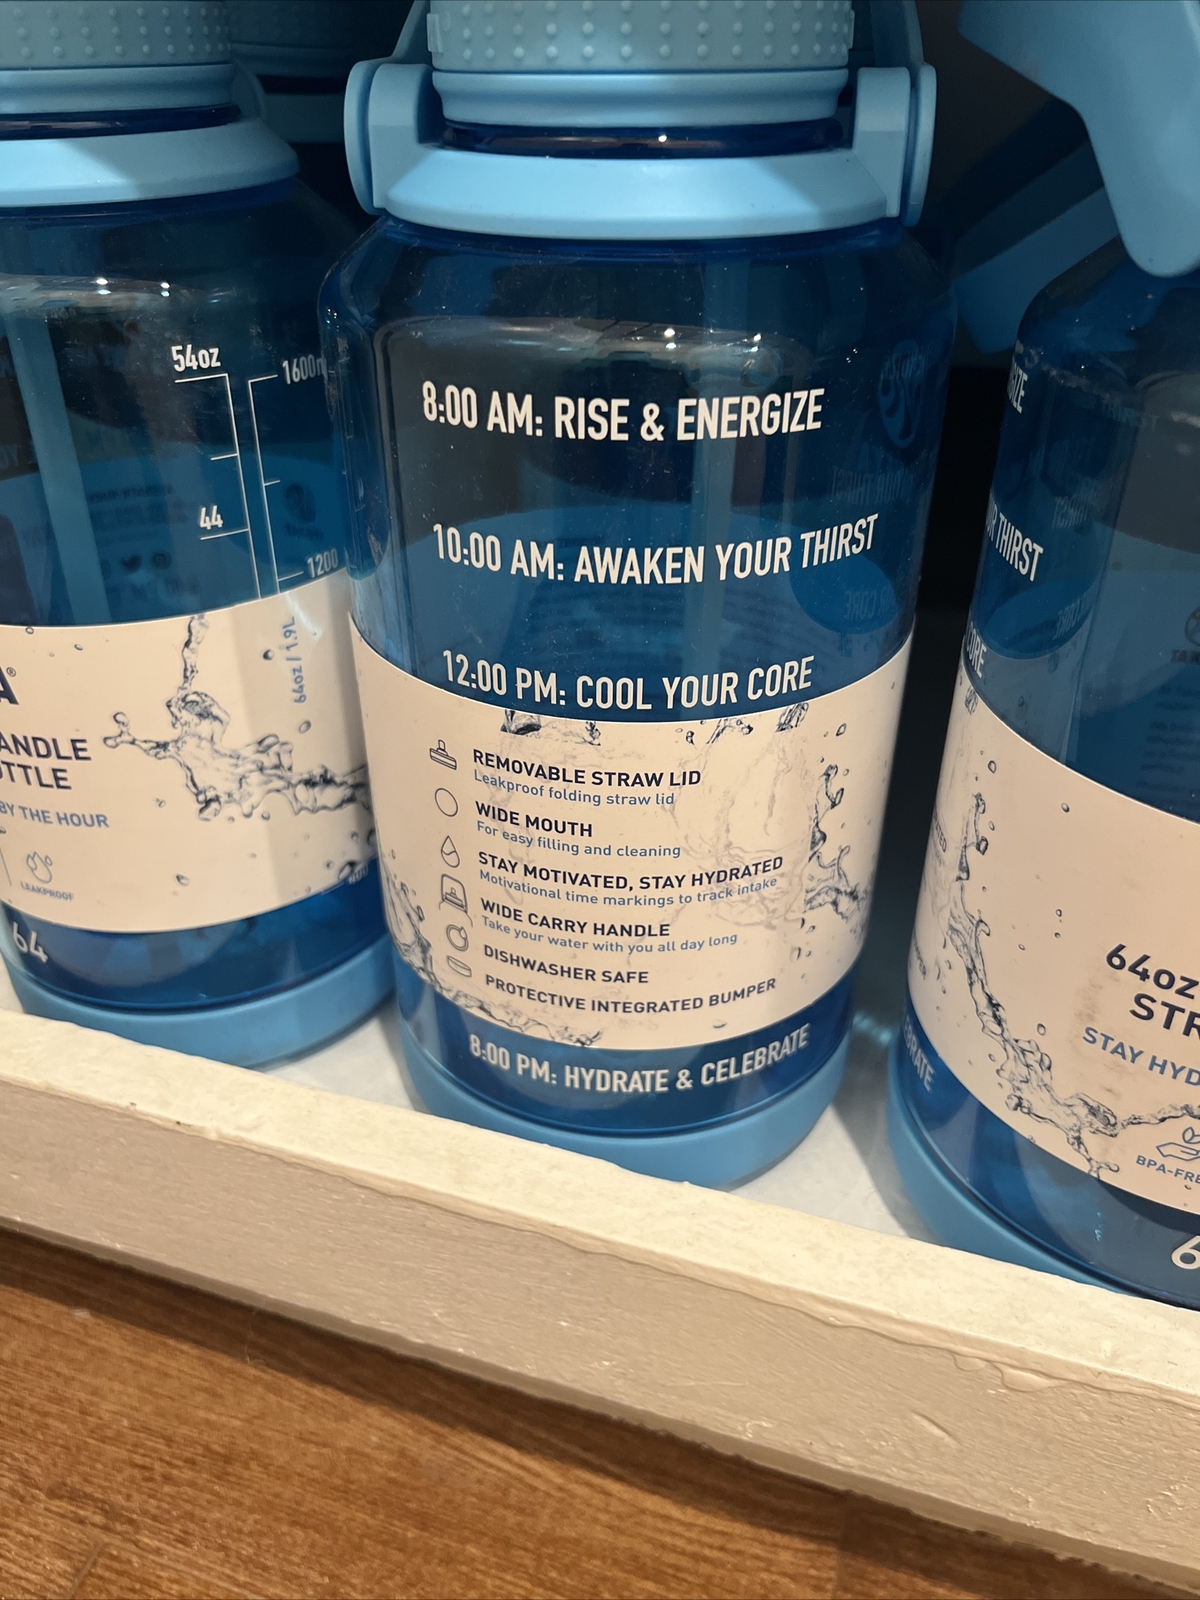 54oz
1600m
44
1200
64oz / 1.9L
A®
ANDLE
OTTLE
BY THE HOUR
LEAKPROOF
64
8:00 AM: RISE & ENERGIZE
10:00 AM: AWAKEN YOUR THIRST
12:00 PM: COOL YOUR CORE
REMOVABLE STRAW LID
Leakproof folding straw lid
WIDE MOUTH
For easy filling and cleaning
STAY MOTIVATED, STAY HYDRATED
Motivational time markings to track intake
WIDE CARRY HANDLE
Take your water with you all day long
DISHWASHER SAFE
PROTECTIVE INTEGRATED BUMPER
8:00 PM: HYDRATE & CELEBRATE
GIZE
R THIRST
CORE
BRATE
64oz
STR
STAY HYD
BPA-FRE
6